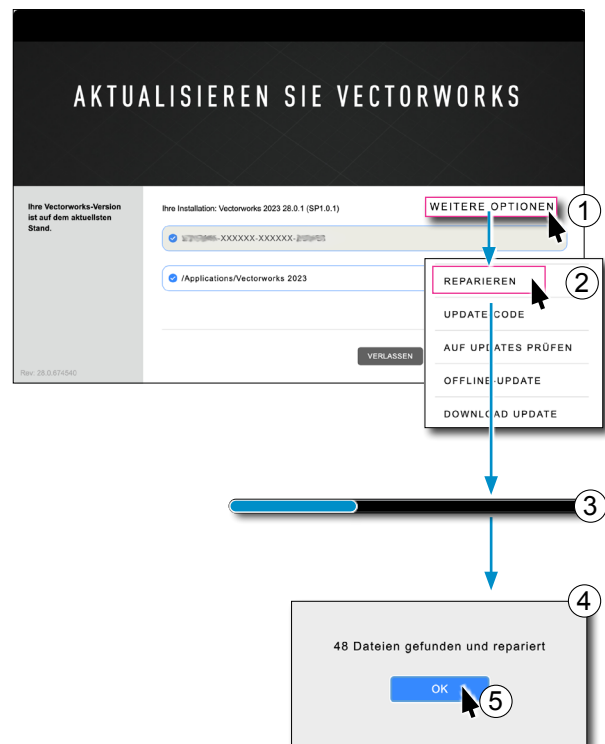 AKTUALISIEREN SIE VECTORWORKS
Ihre Vectorworks-Version
ist auf dem aktuellsten
Stand.
Ihre Installation: Vectorworks 2023 28.0.1 (SP1.0.1)
WEITERE OPTIONEN
1
-XXXXXX-XXXXXX-
/Applications/Vectorworks 2023
REPARIEREN
2
UPDATE CODE
AUF UPDATES PRÜFEN
OFFLINE-UPDATE
DOWNLOAD UPDATE
VERLASSEN
Rev. 28.0.674940
3
4
48 Dateien gefunden und repariert
OK
5